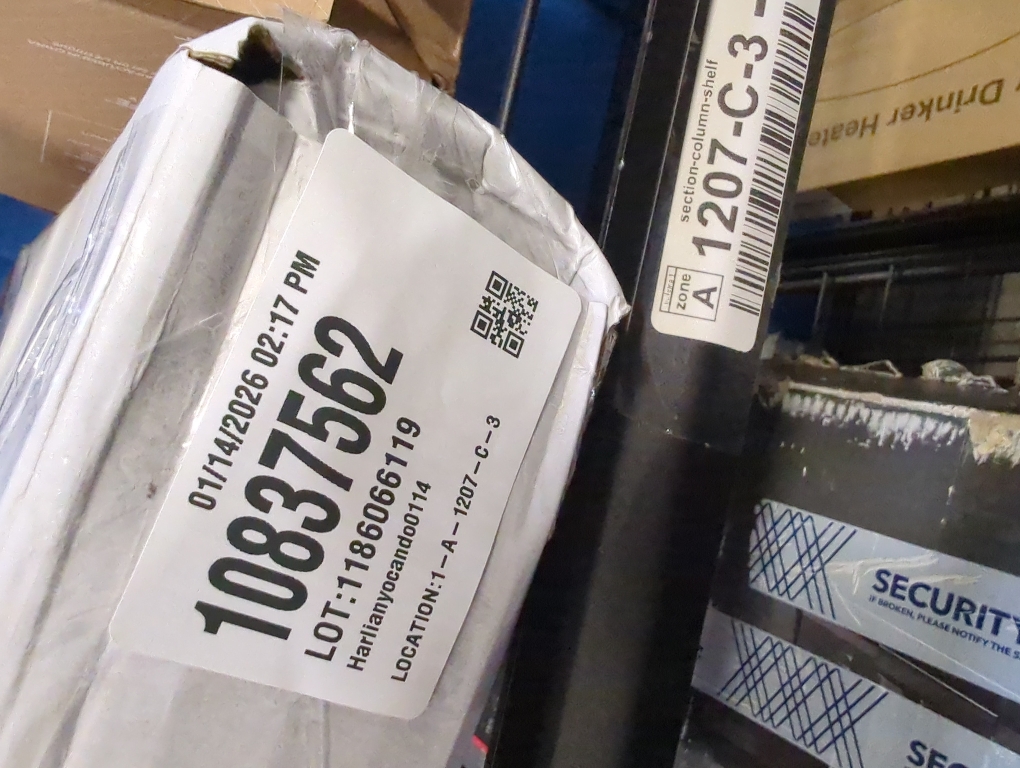 01/14/2026 02:17 PM
10837562
LOT:11860066119
Harlianyocando0114
LOCATION:1-A-1207-C-3
section-column-shelf
zone
A
1207-C-3
Drinker Heate
SECURITY
IF BROKEN, PLEASE NOTIFY THE S
SEC